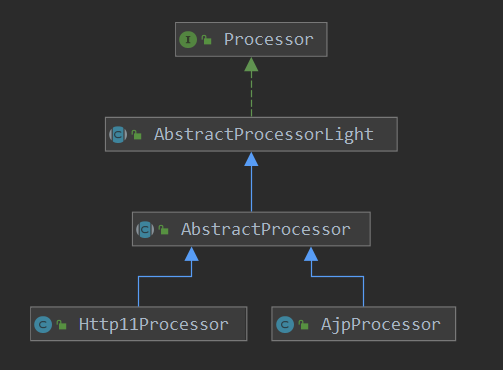 I Processor
C AbstractProcessorLight
C AbstractProcessor
C Http11Processor
C AjpProcessor